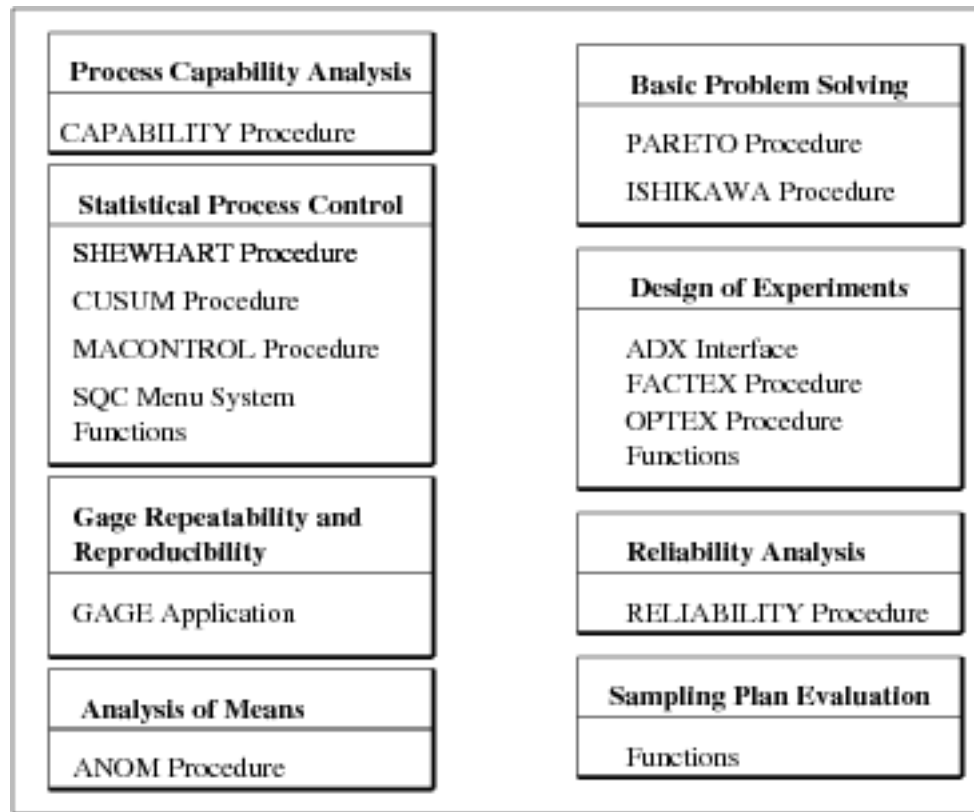 Process Capability Analysis
CAPABILITY Procedure
Statistical Process Control
SHEWHART Procedure
CUSUM Procedure
MACONTROL Procedure
SQC Menu System
Functions
Gage Repeatability and
Reproducibility
GAGE Application
Analysis of Means
ANOM Procedure
Basic Problem Solving
PARETO Procedure
ISHIKAWA Procedure
Design of Experiments
ADX Interface
FACTEX Procedure
OPTEX Procedure
Functions
Reliability Analysis
RELIABILITY Procedure
Sampling Plan Evaluation
Functions